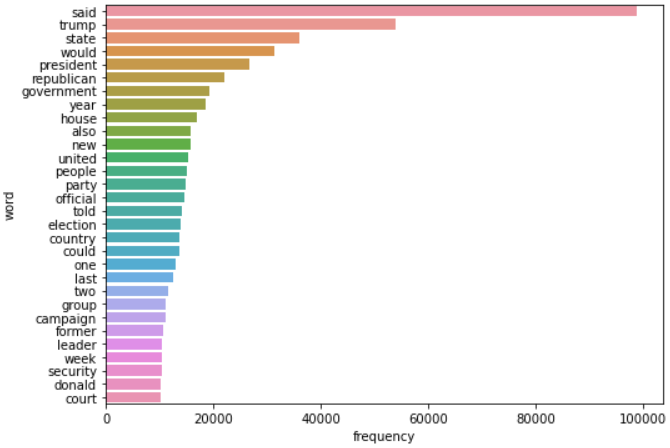 said
trump
state
would
president
republican
government
year
house
also
new
united
people
party
official
told
election
country
could
one
last
two
group
campaign
former
leader
week
security
donald
court
word
0 20000 40000 60000 80000 100000
frequency